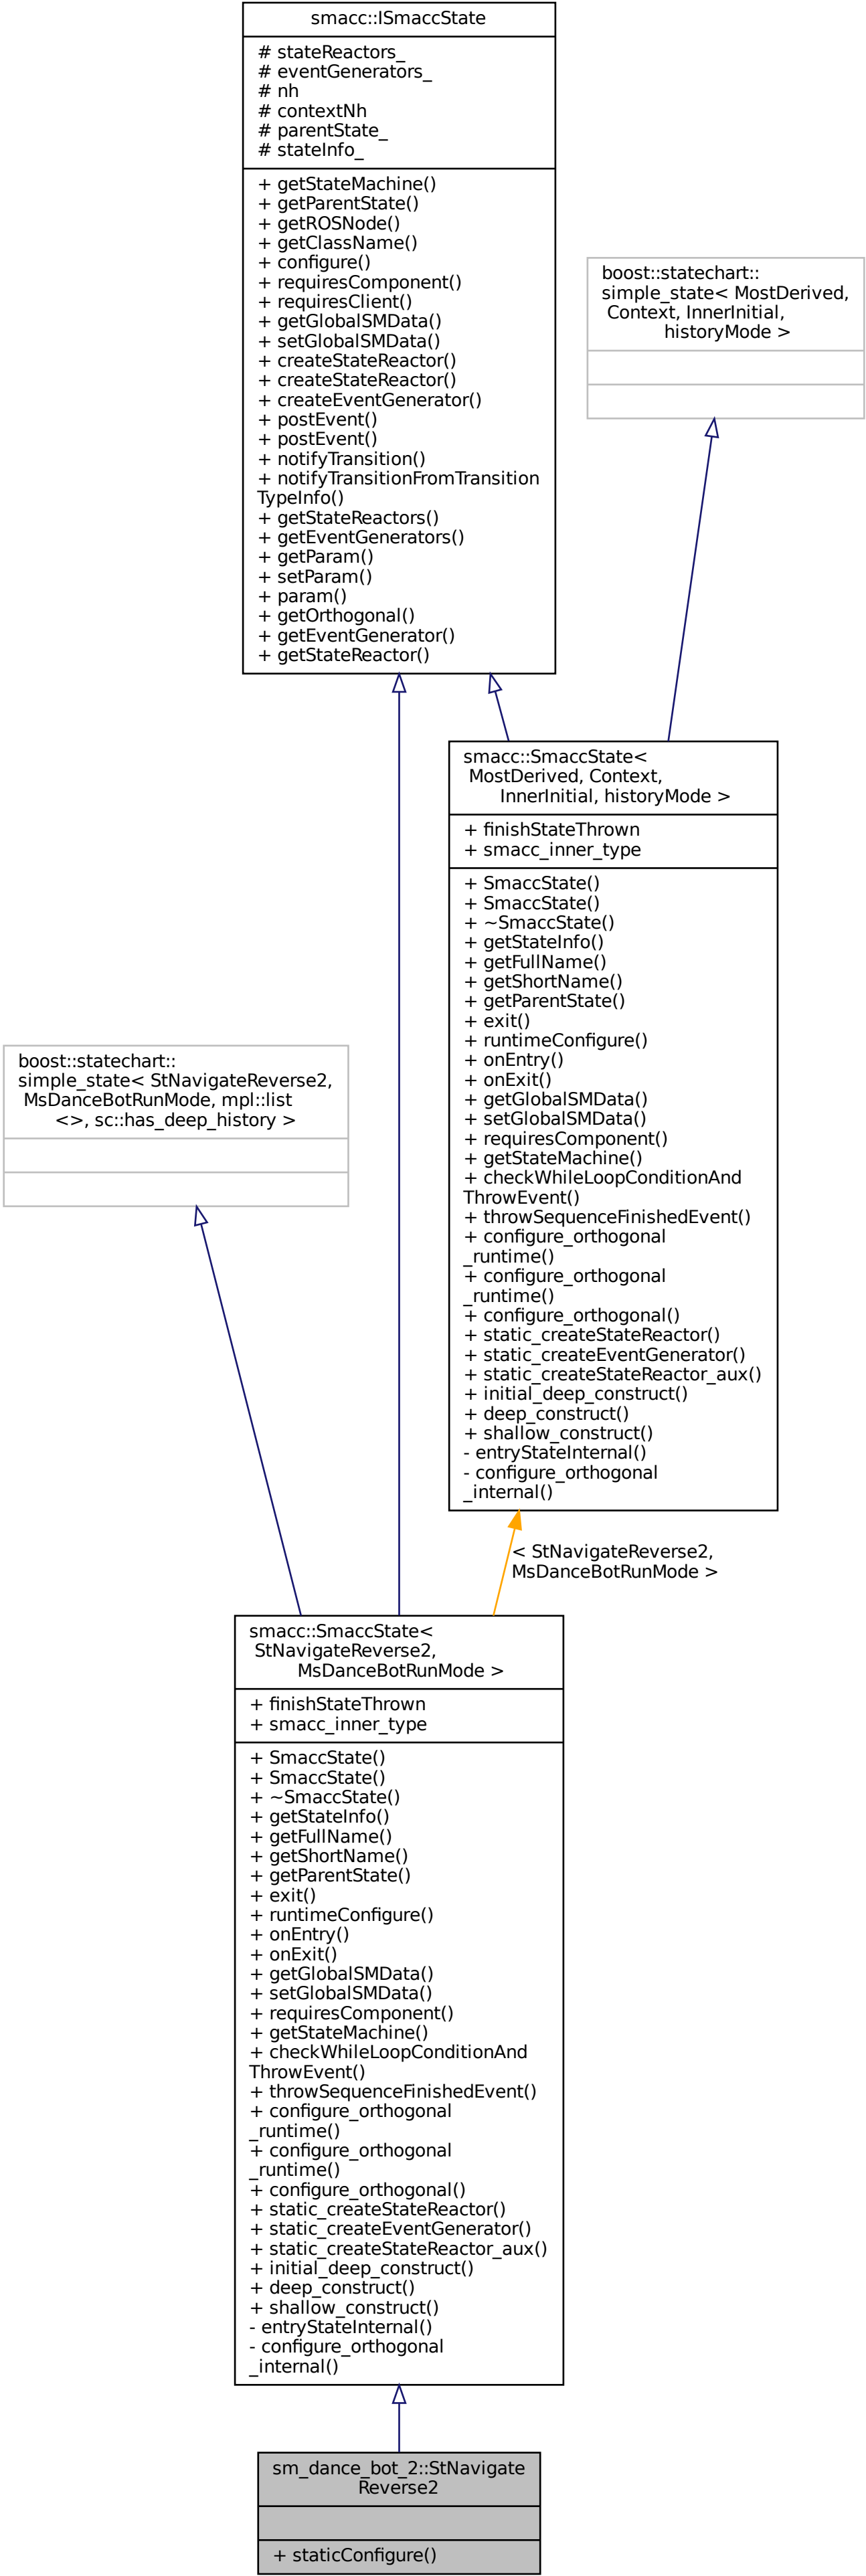 smacc::ISmaccState
# stateReactors_
# eventGenerators_
# nh
# contextNh
# parentState_
# stateInfo_
+ getStateMachine()
+ getParentState()
+ getROSNode()
+ getClassName()
+ configure()
+ requiresComponent()
+ requiresClient()
+ getGlobalSMData()
+ setGlobalSMData()
+ createStateReactor()
+ createStateReactor()
+ createEventGenerator()
+ postEvent()
+ postEvent()
+ notifyTransition()
+ notifyTransitionFromTransition
TypeInfo()
+ getStateReactors()
+ getEventGenerators()
+ getParam()
+ setParam()
+ param()
+ getOrthogonal()
+ getEventGenerator()
+ getStateReactor()
boost::statechart::
simple_state< MostDerived,
Context, InnerInitial,
historyMode >
smacc::SmaccState<
MostDerived, Context,
InnerInitial, historyMode >
+ finishStateThrown
+ smacc_inner_type
+ SmaccState()
+ SmaccState()
+ ~SmaccState()
+ getStateInfo()
+ getFullName()
+ getShortName()
+ getParentState()
+ exit()
+ runtimeConfigure()
+ onEntry()
+ onExit()
+ getGlobalSMData()
+ setGlobalSMData()
+ requiresComponent()
+ getStateMachine()
+ checkWhileLoopConditionAnd
ThrowEvent()
+ throwSequenceFinishedEvent()
+ configure_orthogonal
_runtime()
+ configure_orthogonal
_runtime()
+ configure_orthogonal()
+ static_createStateReactor()
+ static_createEventGenerator()
+ static_createStateReactor_aux()
+ initial_deep_construct()
+ deep_construct()
+ shallow_construct()
- entryStateInternal()
- configure_orthogonal
_internal()
boost::statechart::
simple_state< StNavigateReverse2,
MsDanceBotRunMode, mpl::list
<>, sc::has_deep_history >
< StNavigateReverse2,
MsDanceBotRunMode >
smacc::SmaccState<
StNavigateReverse2,
MsDanceBotRunMode >
+ finishStateThrown
+ smacc_inner_type
+ SmaccState()
+ SmaccState()
+ ~SmaccState()
+ getStateInfo()
+ getFullName()
+ getShortName()
+ getParentState()
+ exit()
+ runtimeConfigure()
+ onEntry()
+ onExit()
+ getGlobalSMData()
+ setGlobalSMData()
+ requiresComponent()
+ getStateMachine()
+ checkWhileLoopConditionAnd
ThrowEvent()
+ throwSequenceFinishedEvent()
+ configure_orthogonal
_runtime()
+ configure_orthogonal
_runtime()
+ configure_orthogonal()
+ static_createStateReactor()
+ static_createEventGenerator()
+ static_createStateReactor_aux()
+ initial_deep_construct()
+ deep_construct()
+ shallow_construct()
- entryStateInternal()
- configure_orthogonal
_internal()
sm_dance_bot_2::StNavigate
Reverse2
+ staticConfigure()